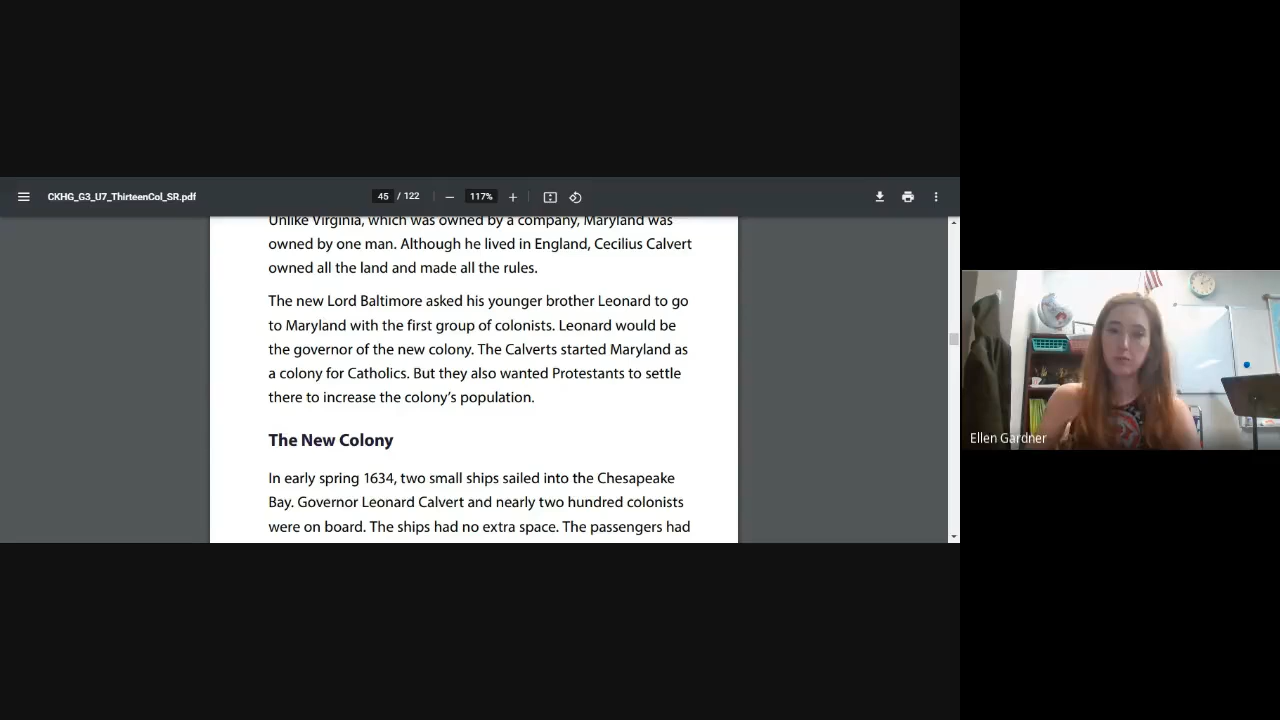 CKHG_G3_U7_ThirteenCol_SR.pdf
45 / 122
117%
Unlike Virginia, which was owned by a company, Maryland was
owned by one man. Although he lived in England, Cecilius Calvert
owned all the land and made all the rules.
The new Lord Baltimore asked his younger brother Leonard to go
to Maryland with the first group of colonists. Leonard would be
the governor of the new colony. The Calverts started Maryland as
a colony for Catholics. But they also wanted Protestants to settle
there to increase the colony’s population.
The New Colony
In early spring 1634, two small ships sailed into the Chesapeake
Bay. Governor Leonard Calvert and nearly two hundred colonists
were on board. The ships had no extra space. The passengers had
Ellen Gardner